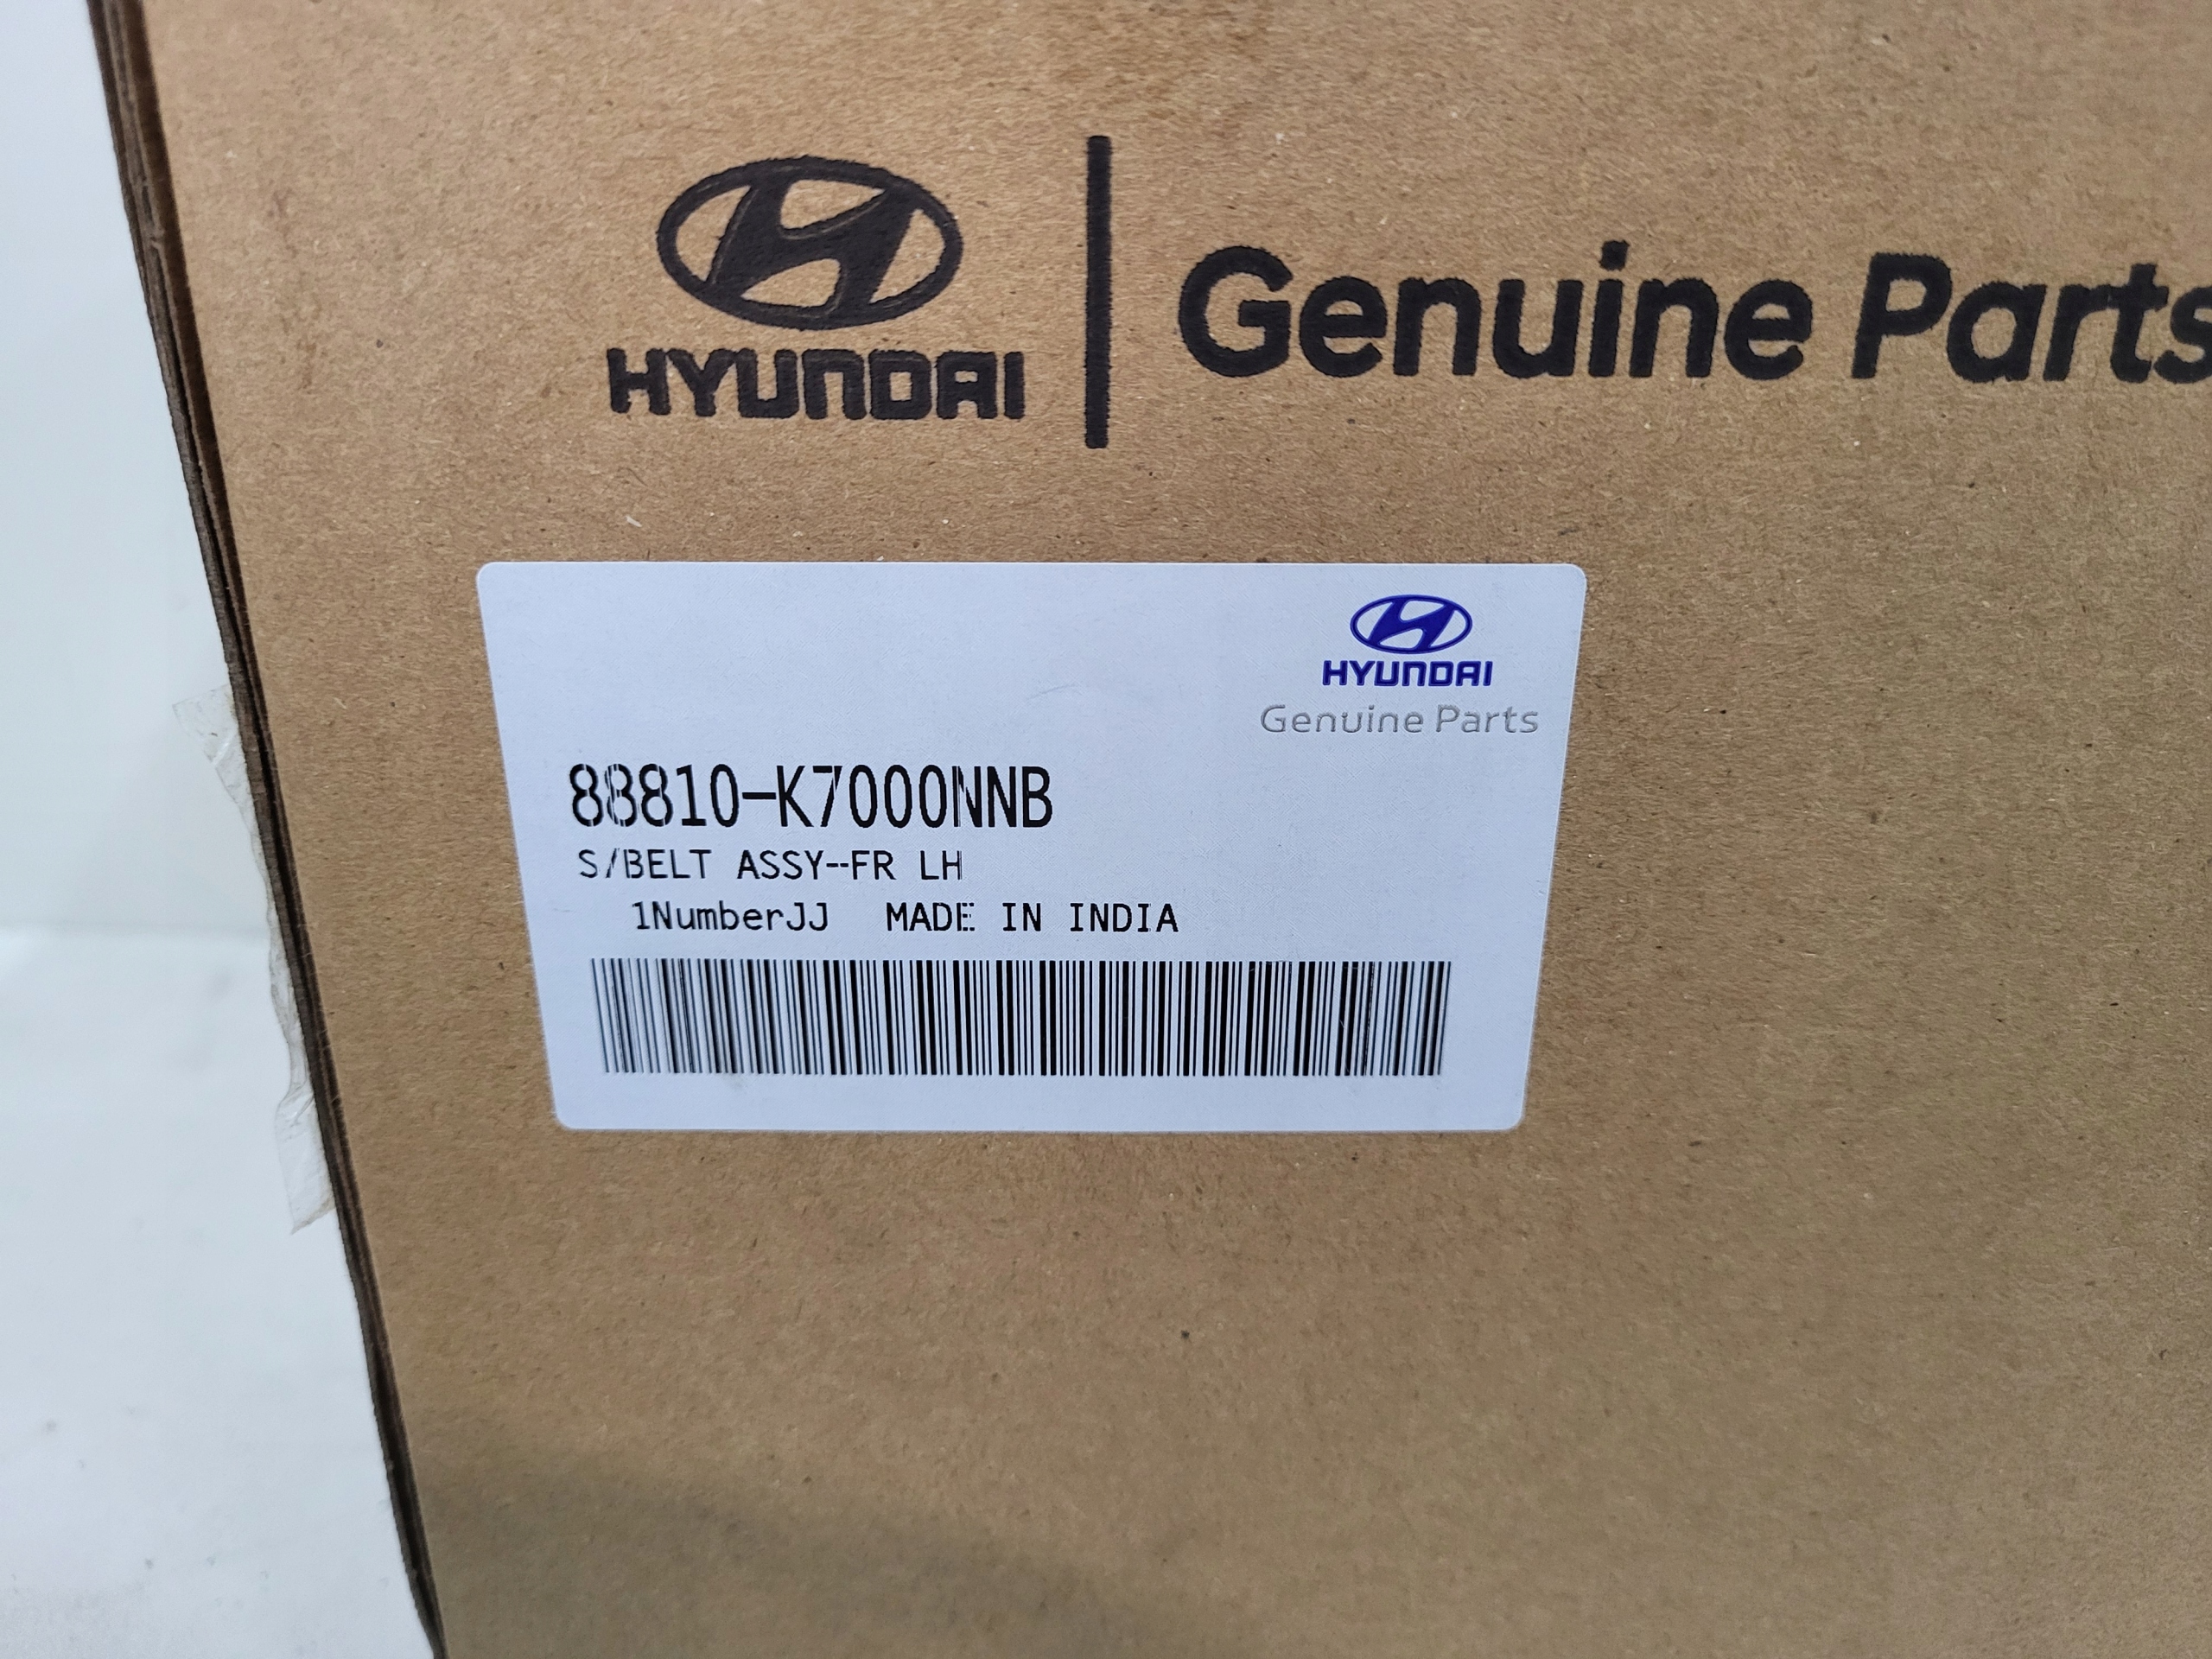 HYUNDAI
Genuine Parts
HYUNDAI
Genuine Parts
88810-K7000NNB
S/BELT ASSY--FR LH
1NumberJJ MADE IN INDIA